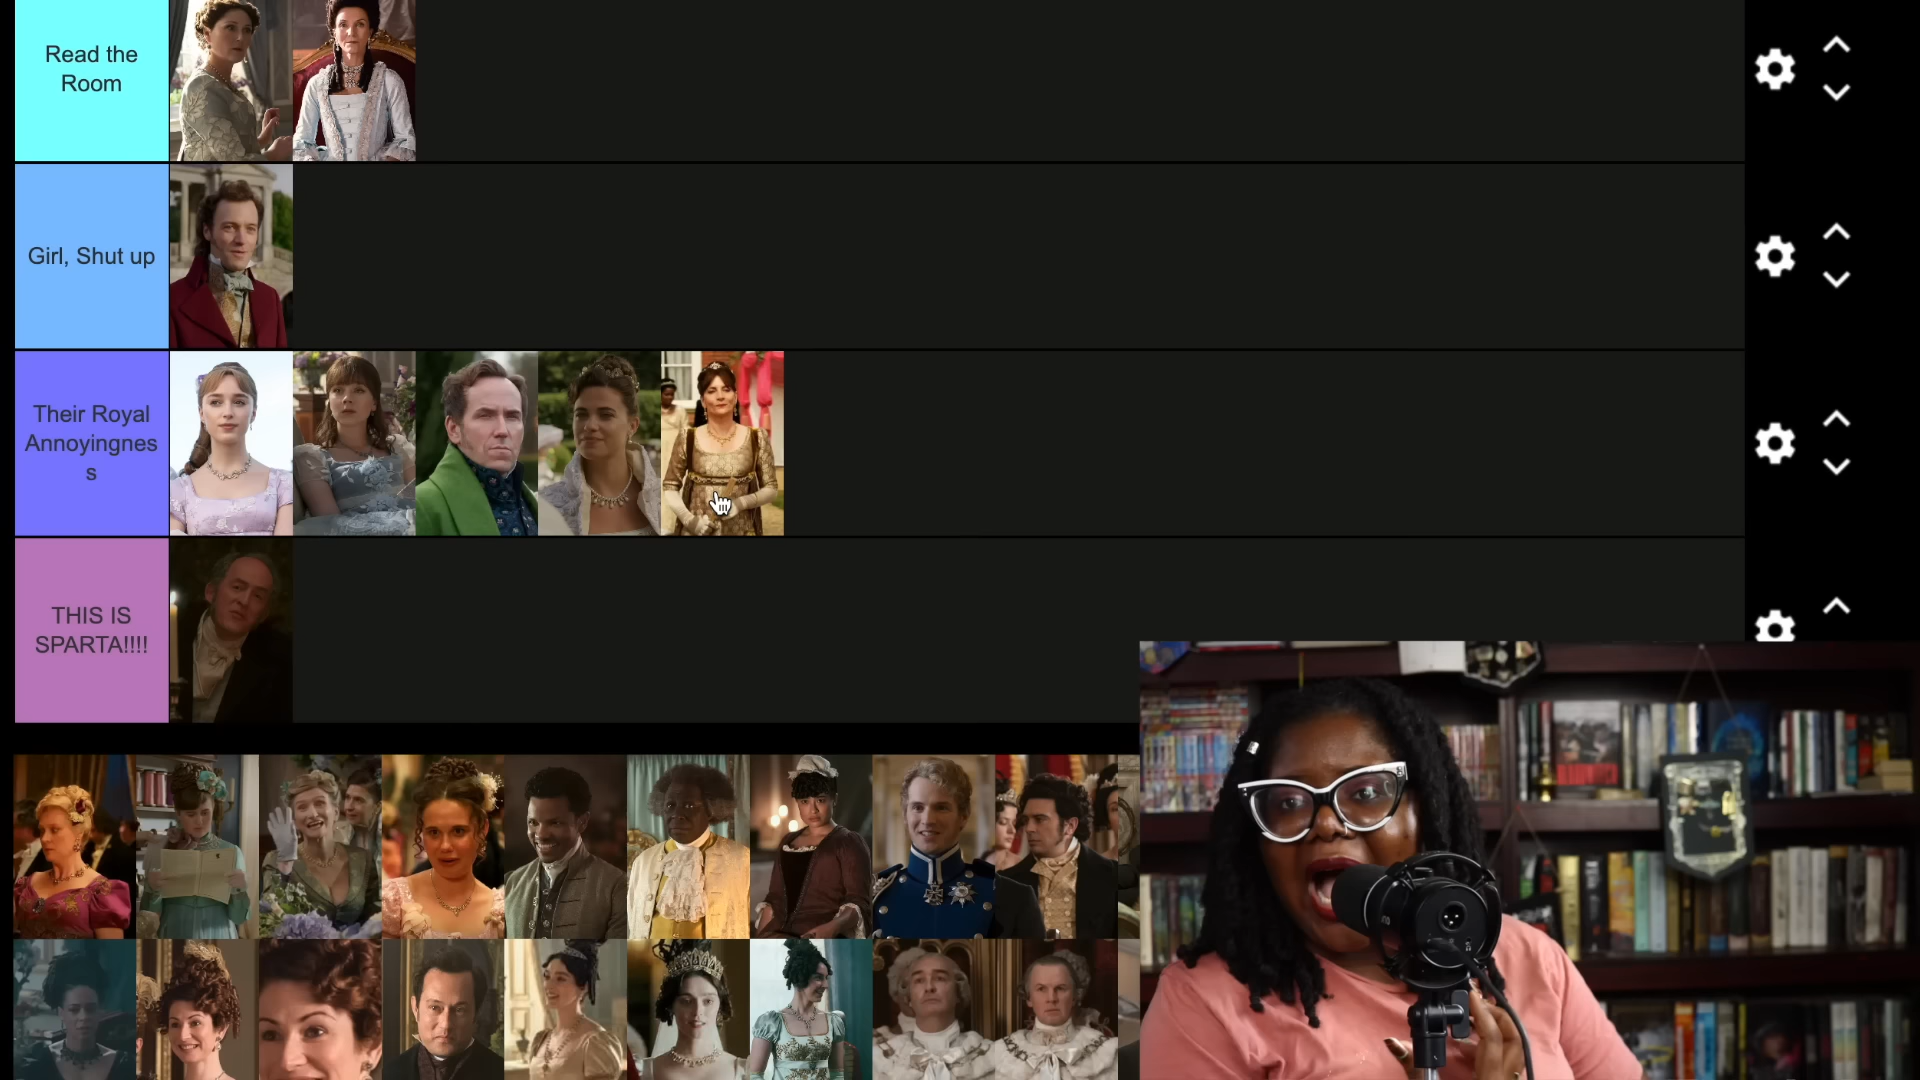 Read the
Room
Girl, Shut up
Their Royal
Annoyingnes
s
THIS IS
SPARTA!!!!